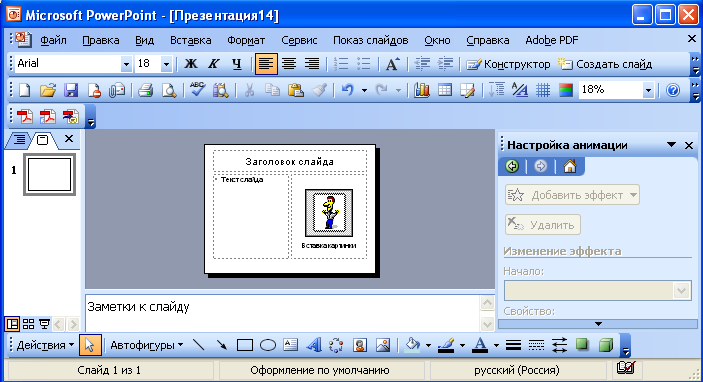 Microsoft PowerPoint - [Презентация14]
Файл Правка Вид Вставка Формат Сервис Показ слайдов Окно Справка Adobe PDF
Arial 18 Ж К Ч Конструктор Создать слайд
18%
1
Заголовок слайда
Текст слайда
Вставка картинки
Заметки к слайду
Настройка анимации
Добавить эффект
Удалить
Изменение эффекта
Начало:
Свойство:
Действия Автофигуры
Слайд 1 из 1 Оформление по умолчанию русский (Россия)